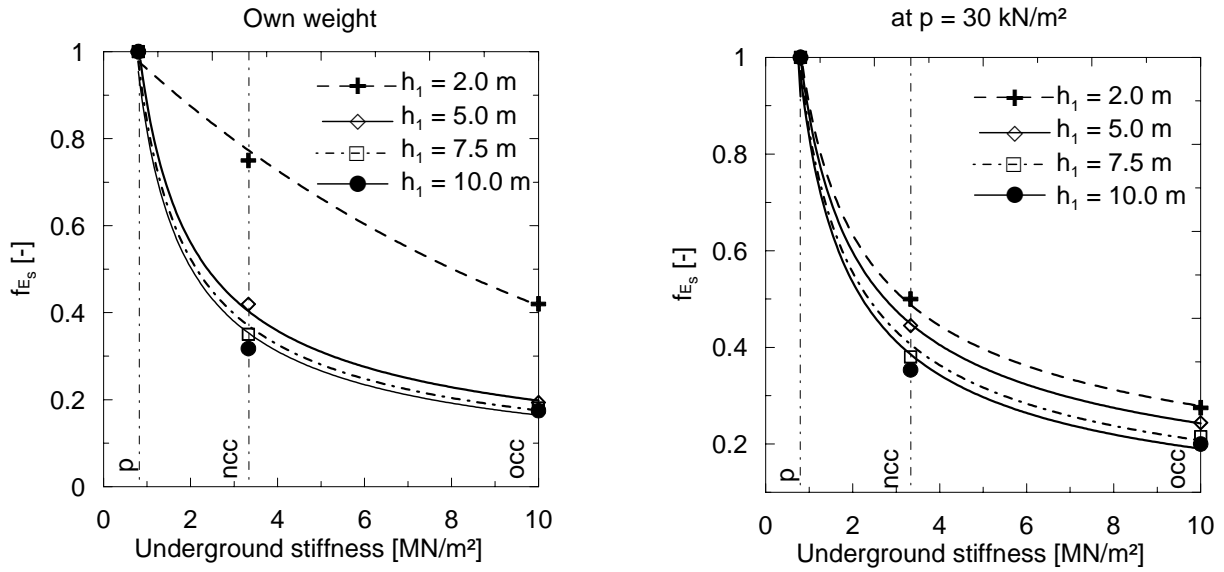 Own weight
1
0.8
0.6
0.4
0.2
0
f_Es [-]
h₁ = 2.0 m
h₁ = 5.0 m
h₁ = 7.5 m
h₁ = 10.0 m
p
ncc
occ
0 2 4 6 8 10
Underground stiffness [MN/m²]
at p = 30 kN/m²
1
0.8
0.6
0.4
0.2
f_Es [-]
h₁ = 2.0 m
h₁ = 5.0 m
h₁ = 7.5 m
h₁ = 10.0 m
p
ncc
occ
0 2 4 6 8 10
Underground stiffness [MN/m²]